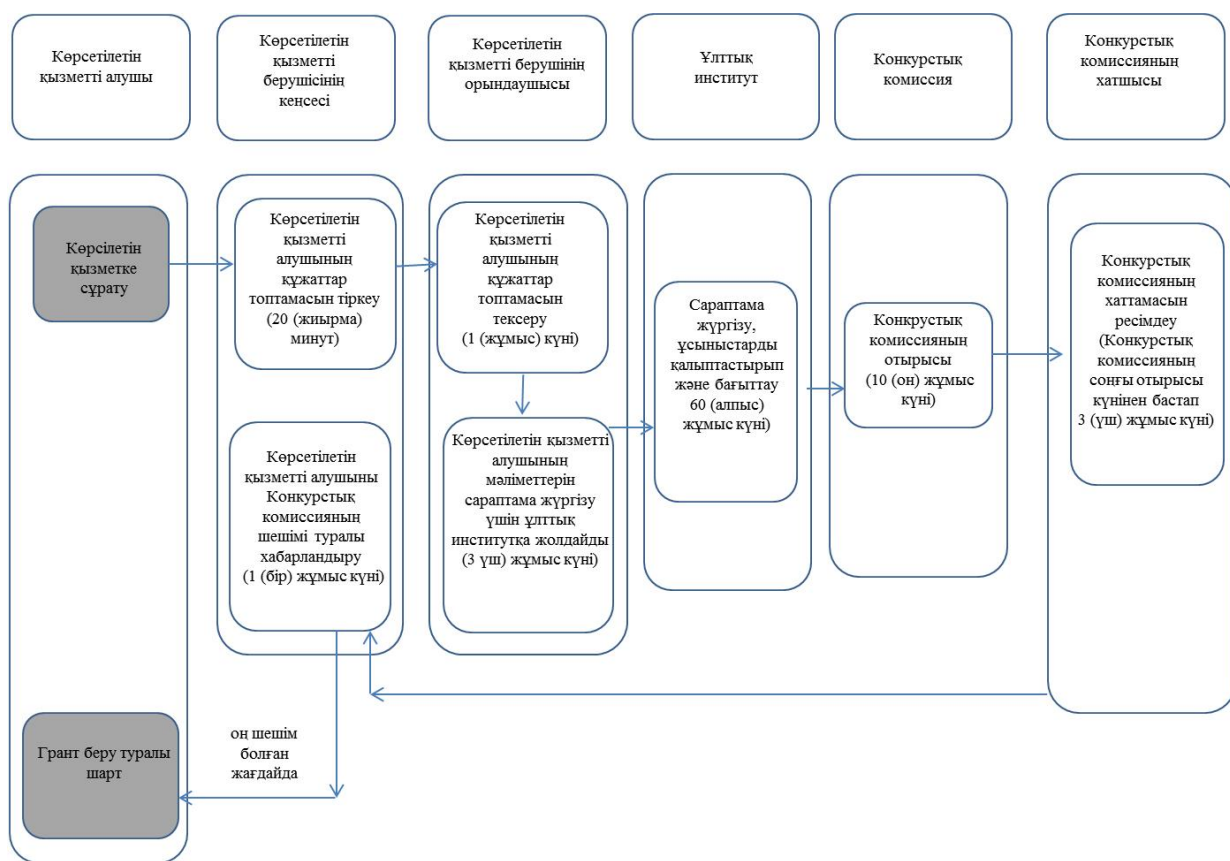 Көрсетілетін
қызметті алушы
Көрсетілетін
қызметті
берушісінің
кеңсесі
Көрсетілетін
қызметті берушінің
орындаушысы
Ұлттық
институт
Конкурстық
комиссия
Конкурстық
комиссияның
хатшысы
Көрсілетін
қызметке
сұрату
Көрсетілетін
қызметті
алушының
құжаттар
топтамасын тіркеу
(20 (жиырма)
минут)
Көрсетілетін
қызметті
алушының
құжаттар
топтамасын
тексеру
(1 (жұмыс) күні)
Сараптама
жүргізу,
ұсыныстарды
қалыптастырып
және бағыттау
60 (алпыс)
жұмыс күні)
Конкрустық
комиссияның
отырысы
(10 (он) жұмыс
күні)
Конкурстық
комиссияның
хаттамасын
ресімдеу
(Конкурстық
комиссияның
соңғы отырысы
күнінен бастап
3 (үш) жұмыс күні)
Көрсетілетін
қызметті алушыны
Конкурстық
комиссияның
шешімі туралы
хабарландыру
(1 (бір) жұмыс күні)
Көрсетілетін қызметті
алушының
мәліметтерін
сараптама жүргізу
үшін ұлттық
институтқа жолдайды
(3 үш) жұмыс күні)
Грант беру туралы
шарт
оң шешім
болған
жағдайда